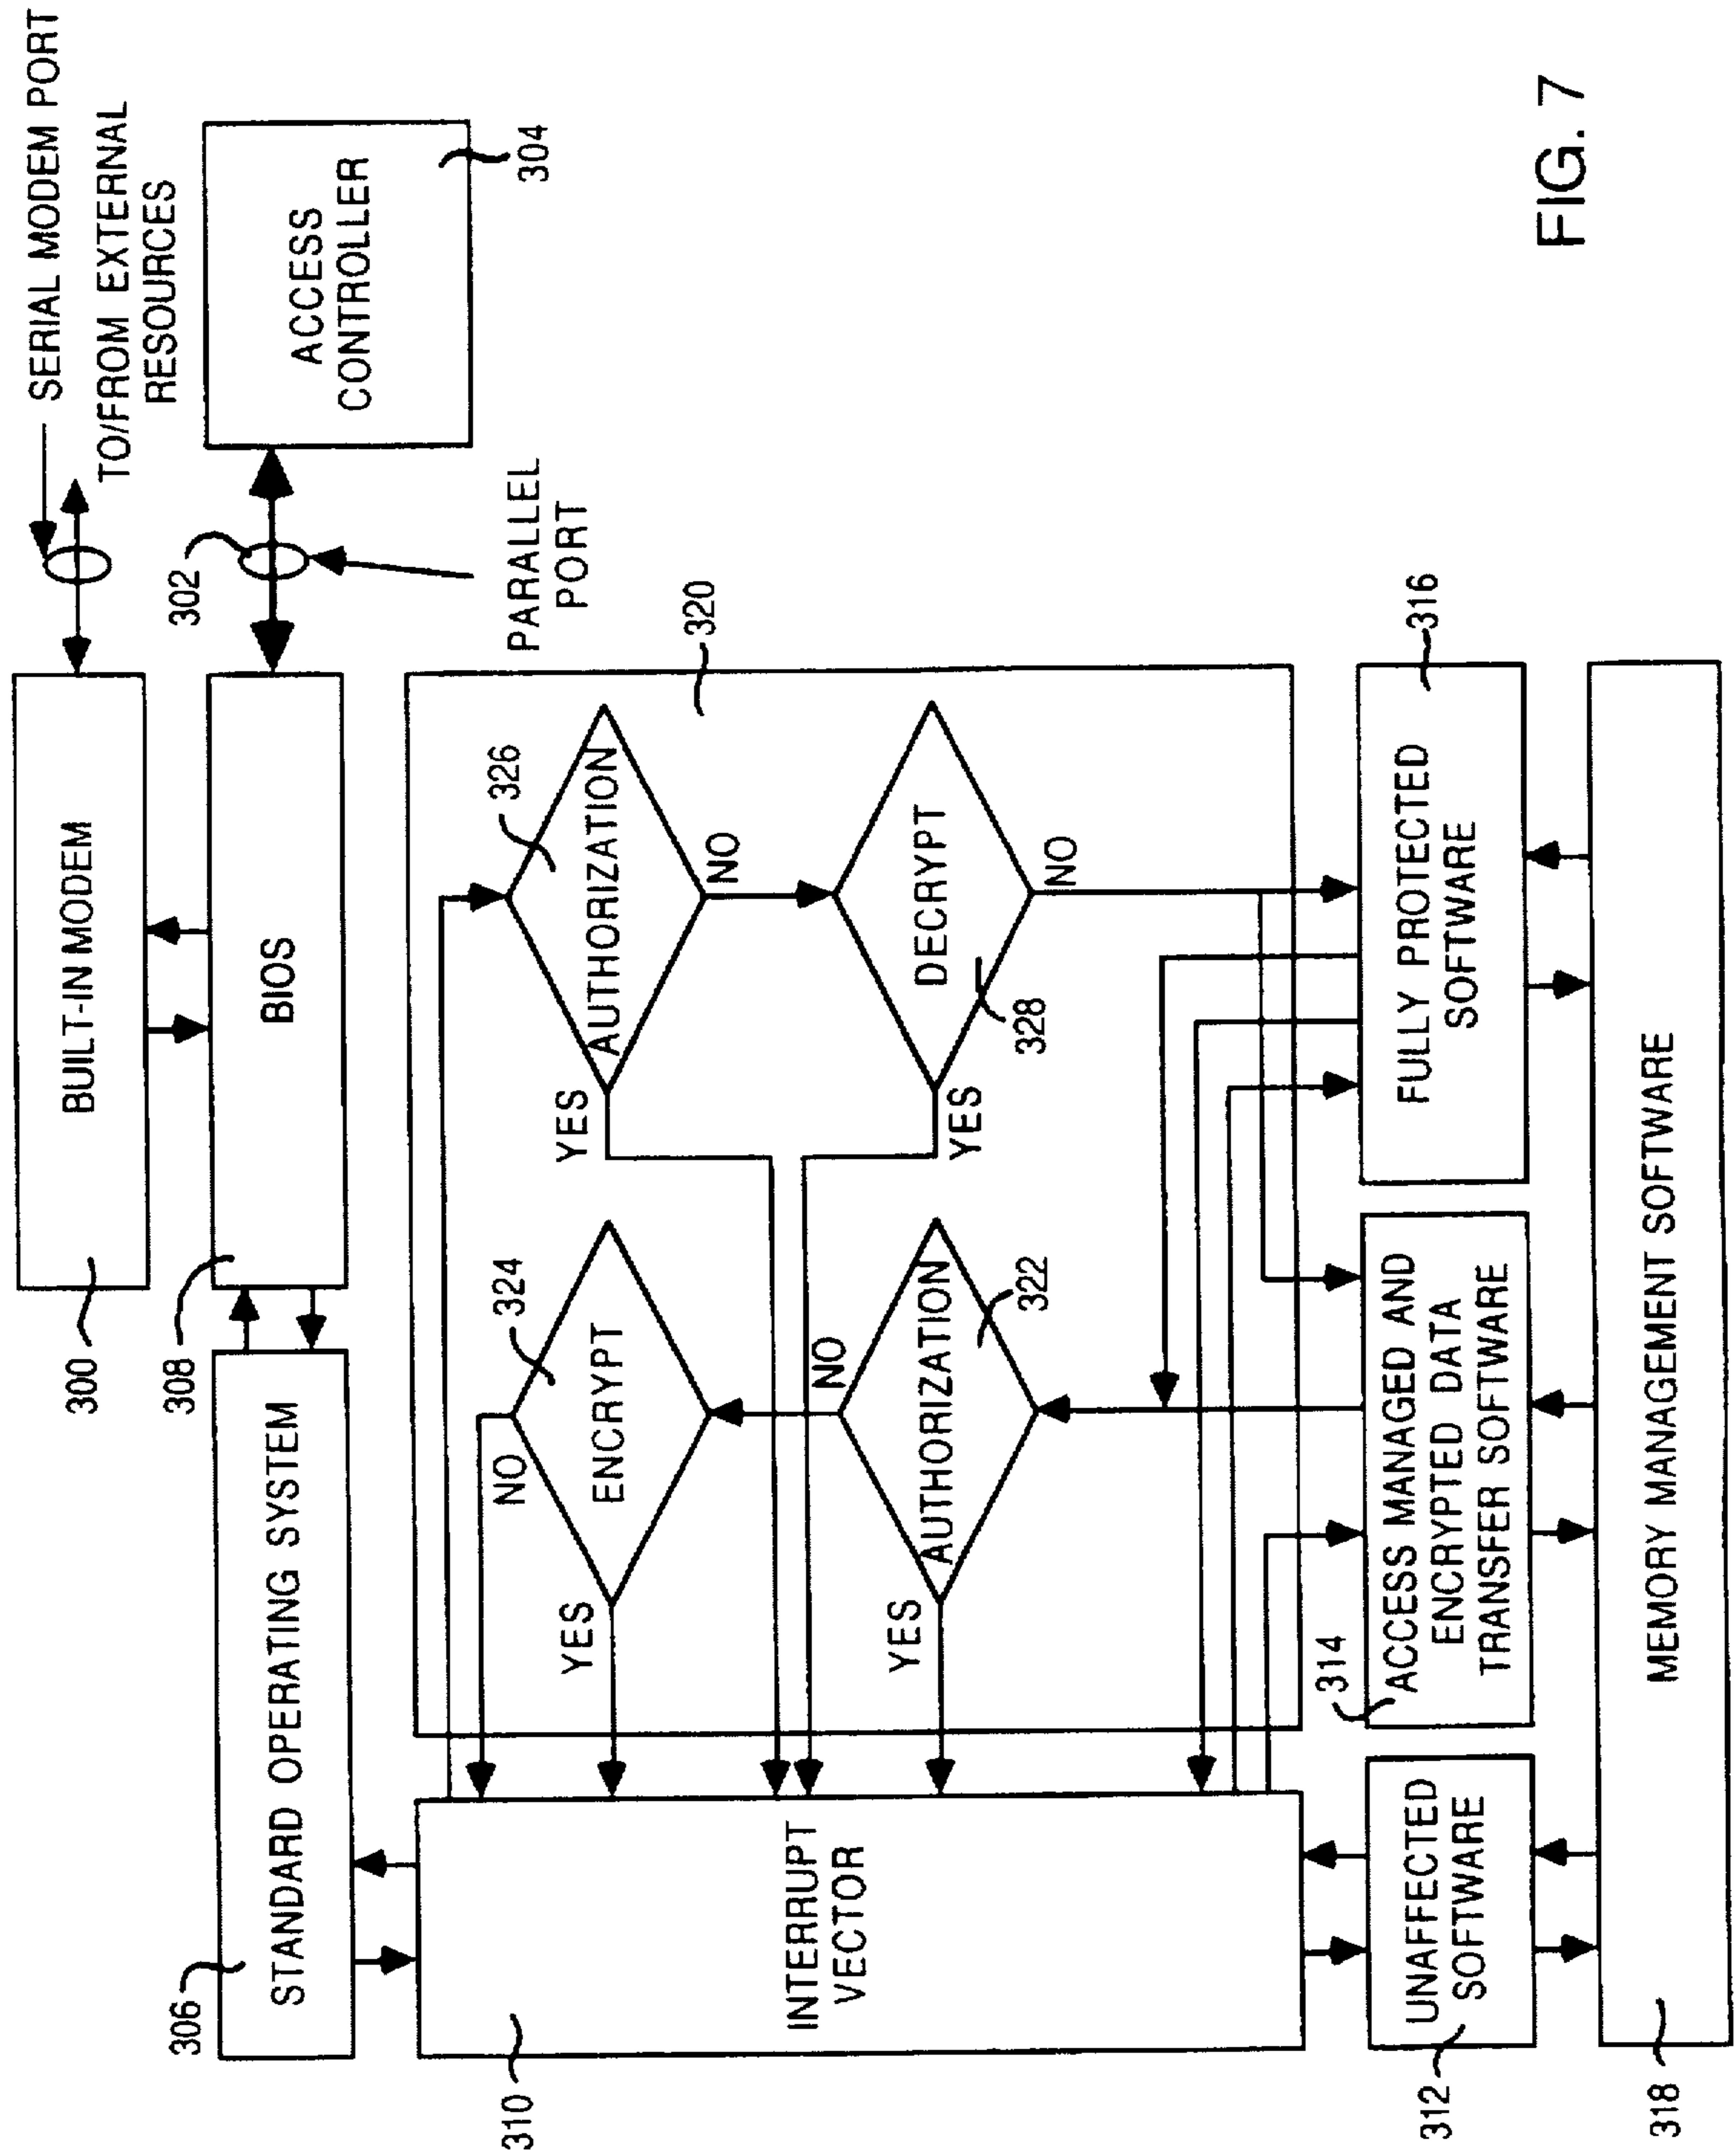 SERIAL MODEM PORT
TO/FROM EXTERNAL
RESOURCES
BUILT-IN MODEM
300
302
ACCESS
CONTROLLER
304
BIOS
308
PARALLEL
PORT
STANDARD OPERATING SYSTEM
306
320
INTERRUPT
VECTOR
310
ENCRYPT
324
NO
YES
AUTHORIZATION
326
YES
NO
AUTHORIZATION
322
NO
YES
DECRYPT
328
YES
NO
UNAFFECTED
SOFTWARE
312
314
ACCESS MANAGED AND
ENCRYPTED DATA
TRANSFER SOFTWARE
FULLY PROTECTED
SOFTWARE
316
MEMORY MANAGEMENT SOFTWARE
318
FIG. 7